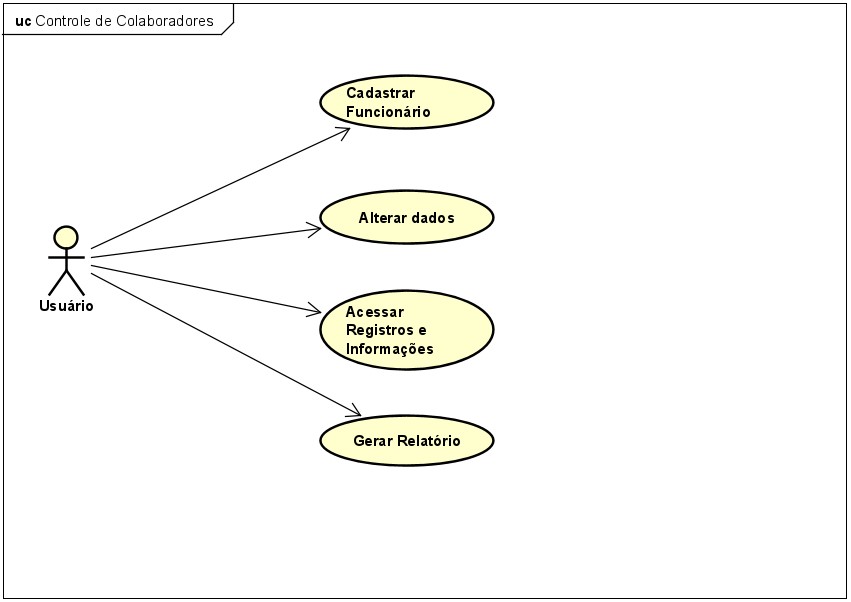 uc Controle de Colaboradores
Cadastrar
Funcionário
Alterar dados
Usuário
Acessar
Registros e
Informações
Gerar Relatório